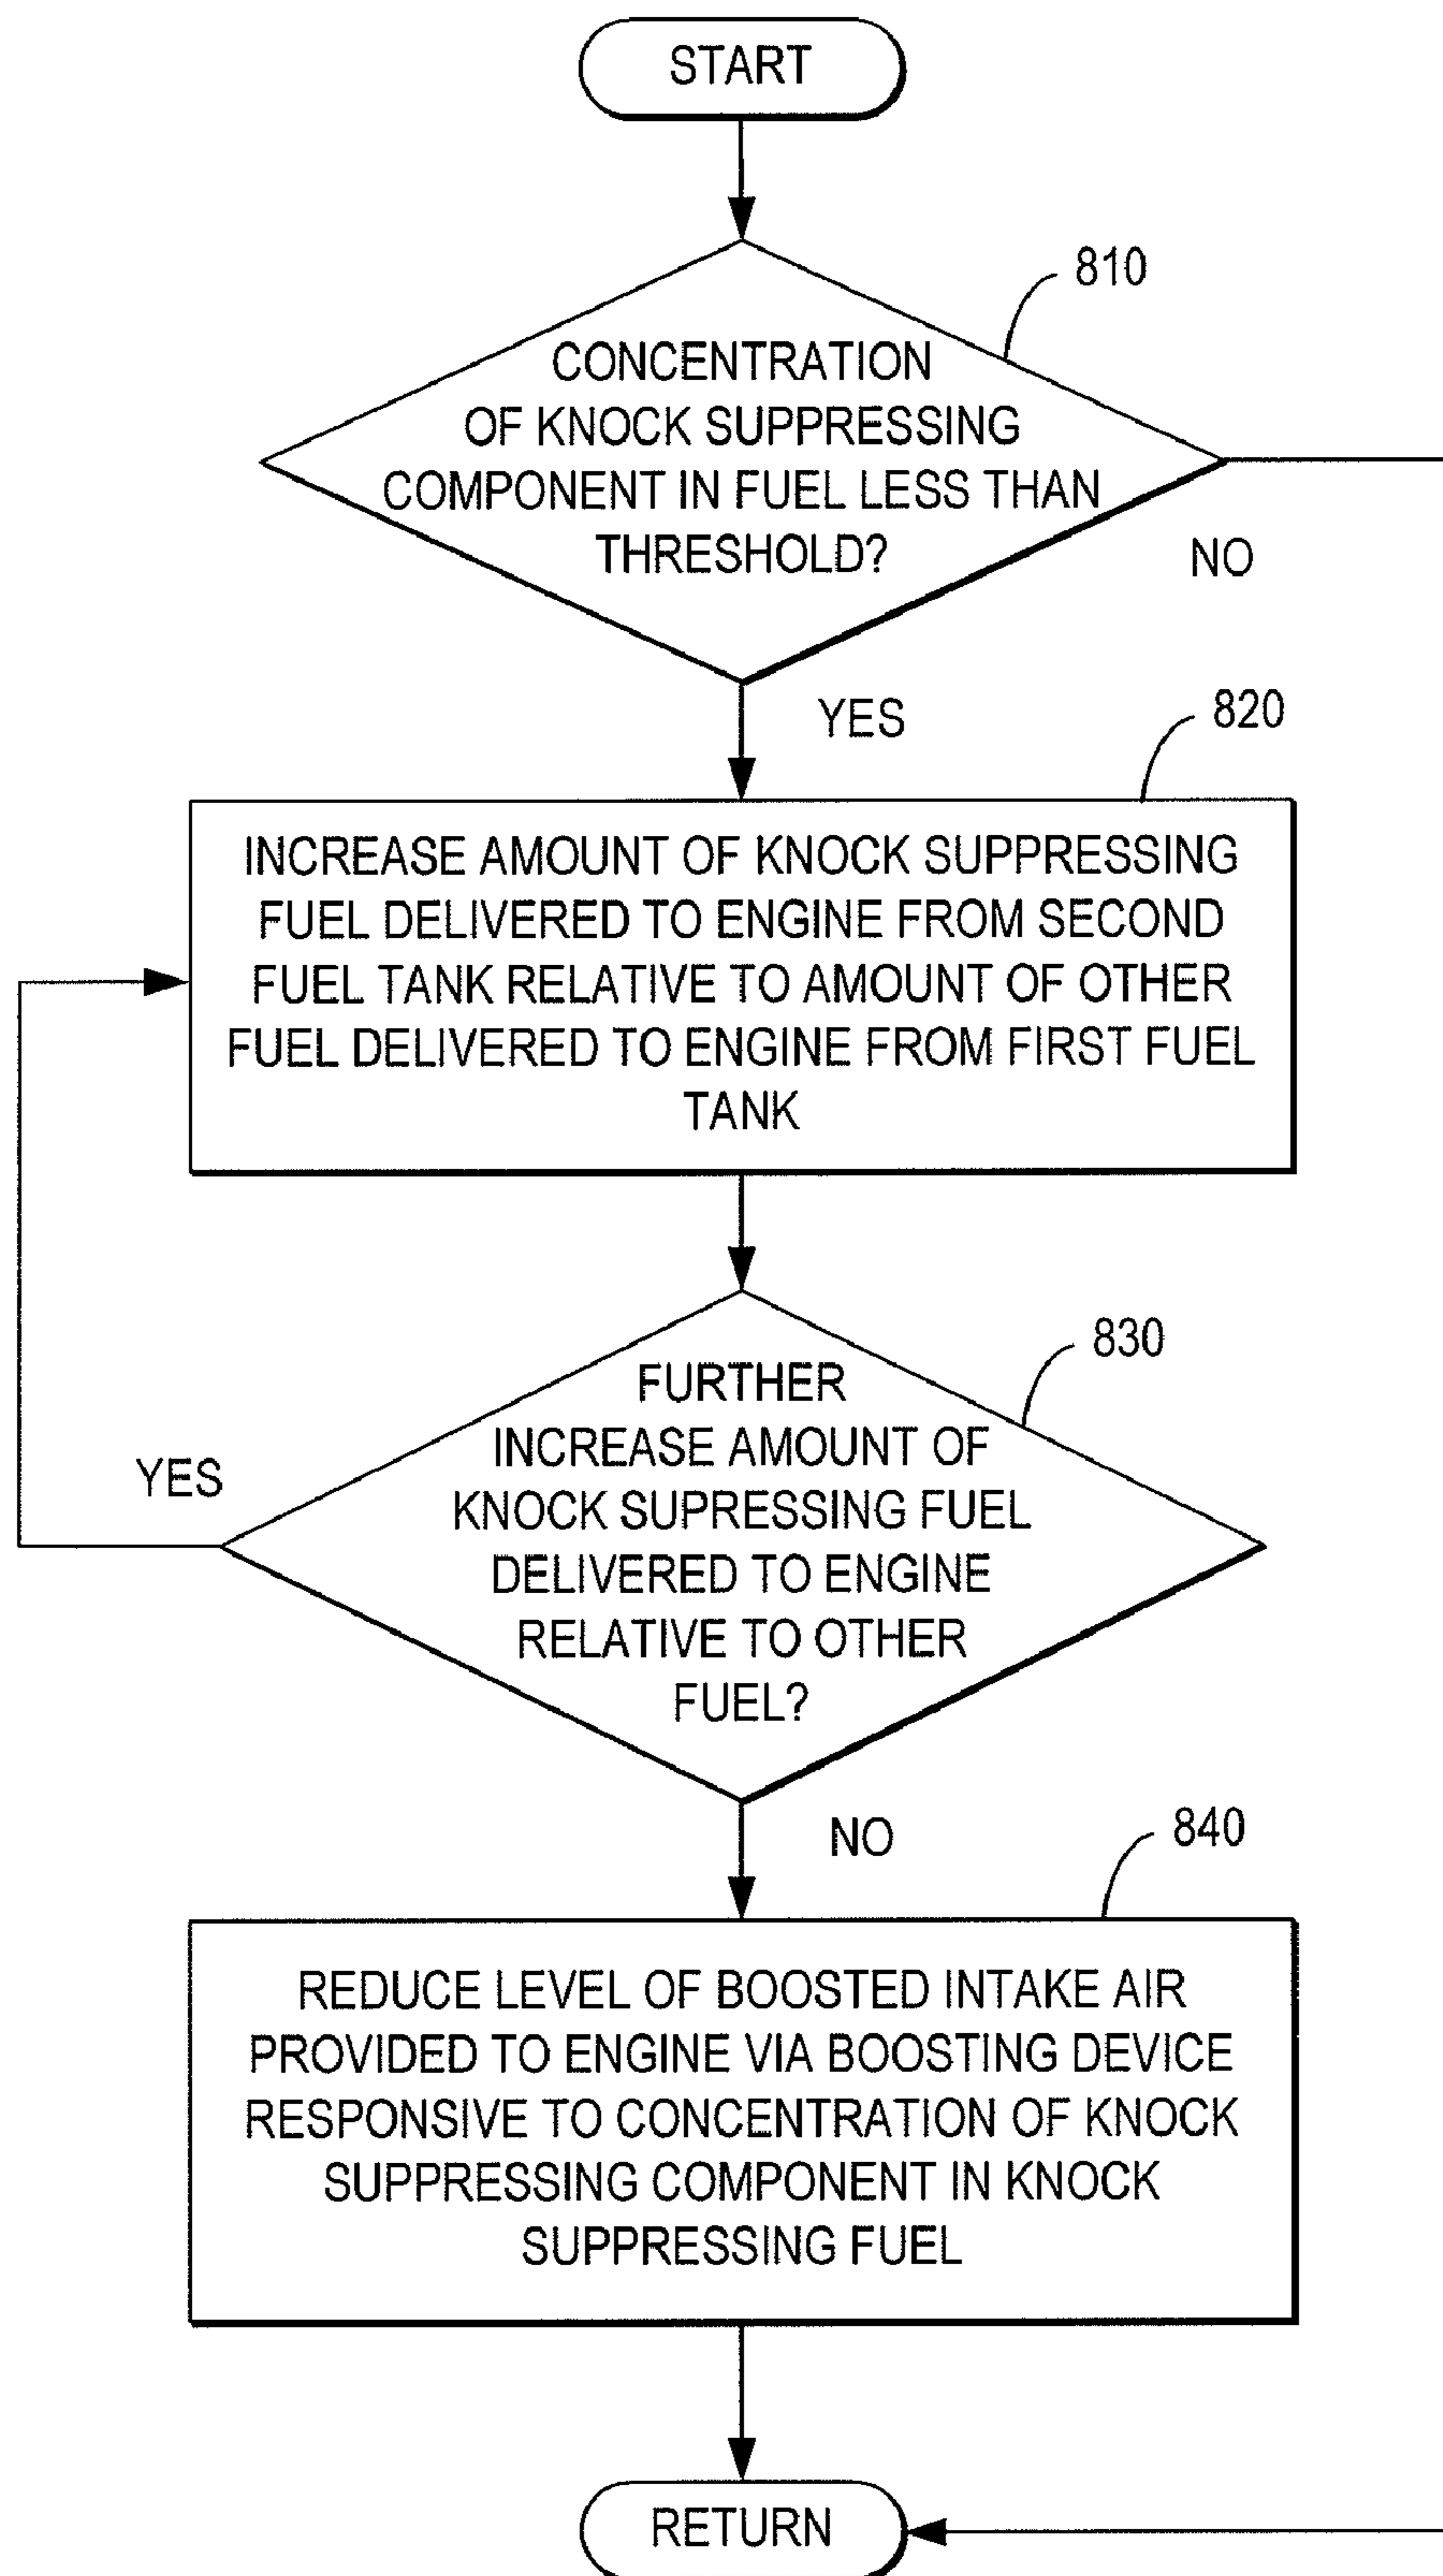 START
810
CONCENTRATION
OF KNOCK SUPPRESSING
COMPONENT IN FUEL LESS THAN
THRESHOLD?
NO
YES
820
INCREASE AMOUNT OF KNOCK SUPPRESSING
FUEL DELIVERED TO ENGINE FROM SECOND
FUEL TANK RELATIVE TO AMOUNT OF OTHER
FUEL DELIVERED TO ENGINE FROM FIRST FUEL
TANK
830
FURTHER
INCREASE AMOUNT OF
KNOCK SUPRESSING FUEL
DELIVERED TO ENGINE
RELATIVE TO OTHER
FUEL?
YES
NO
840
REDUCE LEVEL OF BOOSTED INTAKE AIR
PROVIDED TO ENGINE VIA BOOSTING DEVICE
RESPONSIVE TO CONCENTRATION OF KNOCK
SUPPRESSING COMPONENT IN KNOCK
SUPPRESSING FUEL
RETURN